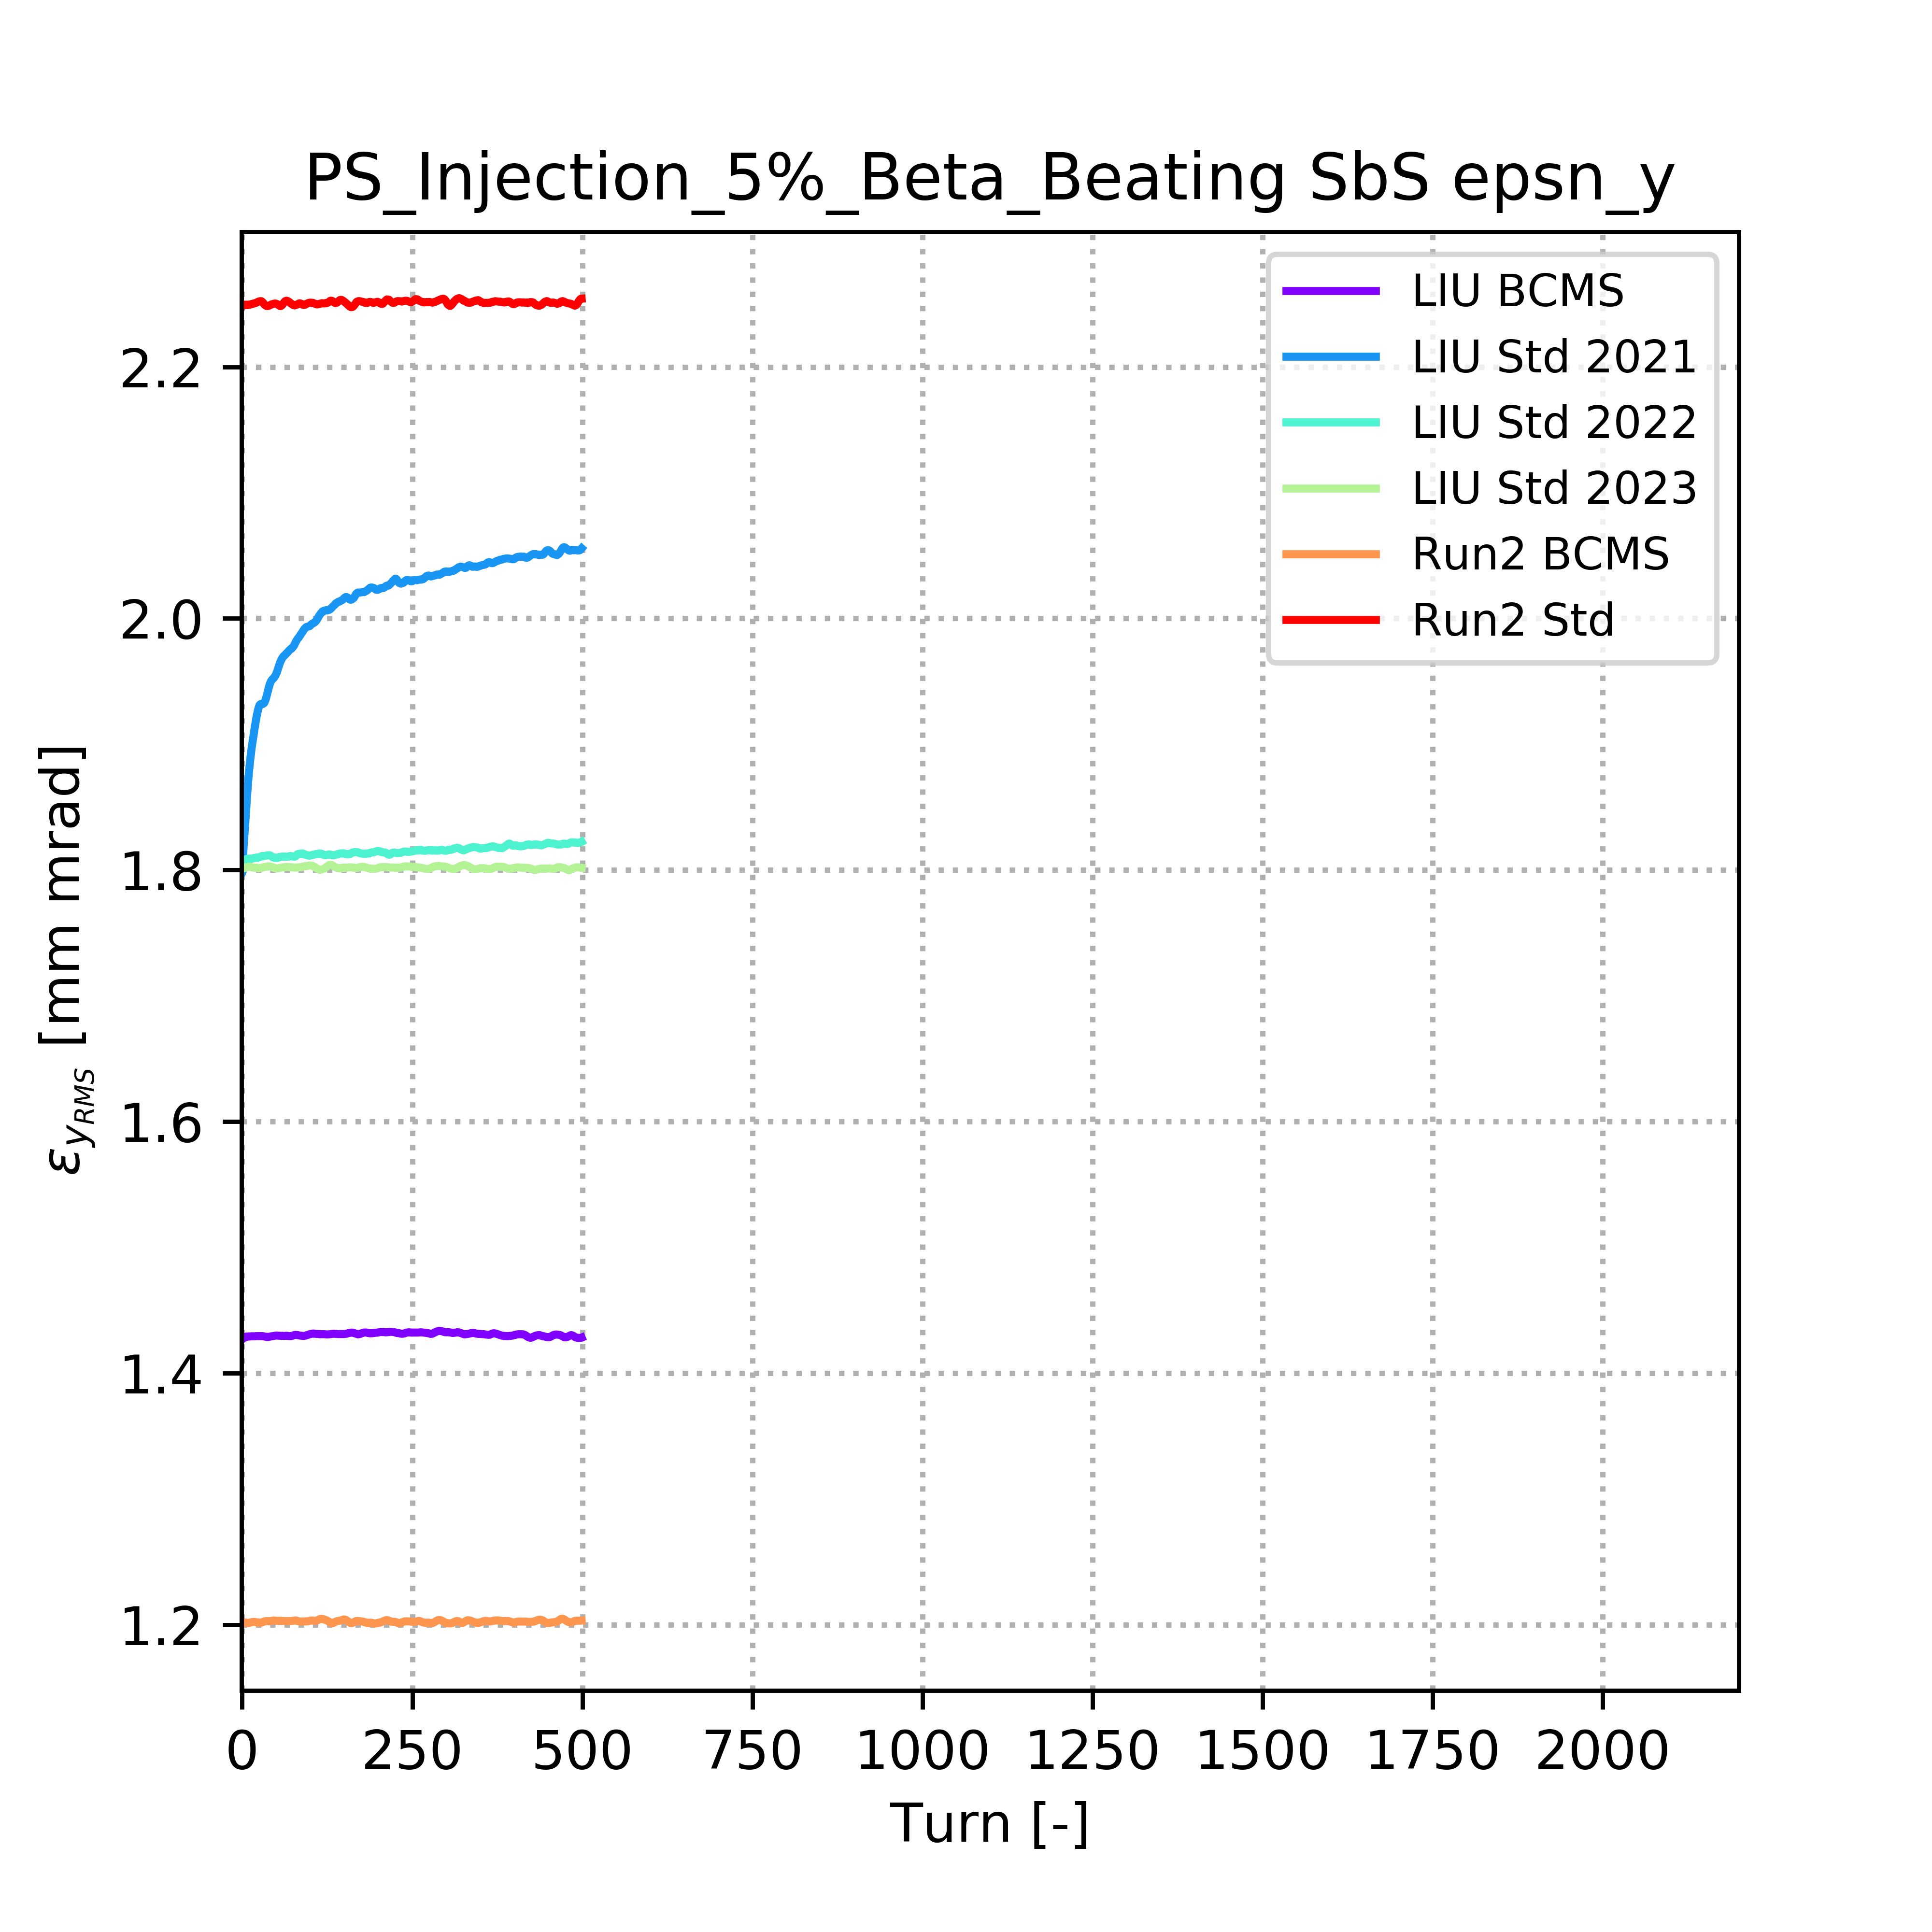 PS_Injection_5%_Beta_Beating SbS epsn_y
LIU BCMS
LIU Std 2021
LIU Std 2022
LIU Std 2023
Run2 BCMS
Run2 Std
2.2
2.0
1.8
1.6
1.4
1.2
ε_{y_{RMS}} [mm mrad]
0 250 500 750 1000 1250 1500 1750 2000
Turn [-]